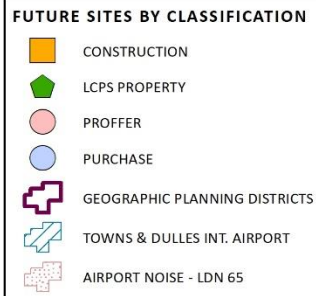 FUTURE SITES BY CLASSIFICATION
CONSTRUCTION
LCPS PROPERTY
PROFFER
PURCHASE
GEOGRAPHIC PLANNING DISTRICTS
TOWNS & DULLES INT. AIRPORT
AIRPORT NOISE - LDN 65